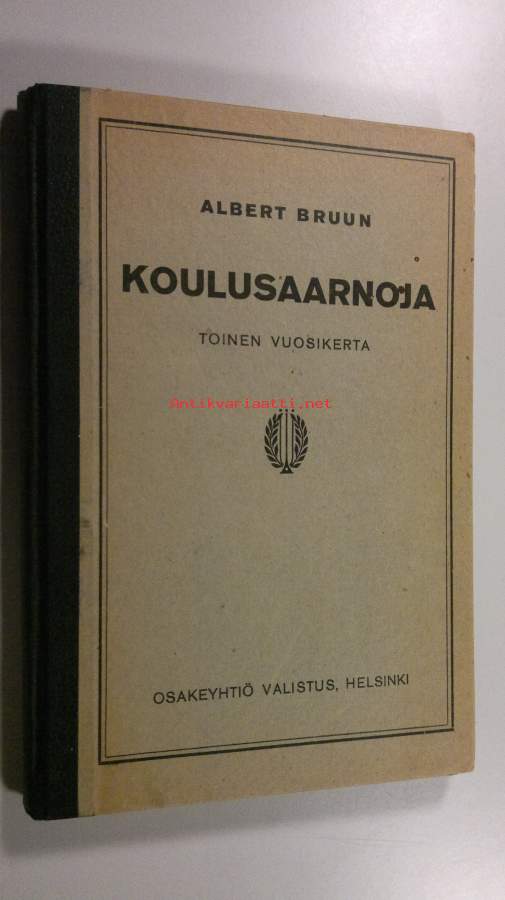 ALBERT BRUUN
KOULUSAARNOJA
TOINEN VUOSIKERTA
Antikvariaatti.net
OSAKEYHTIÖ VALISTUS, HELSINKI